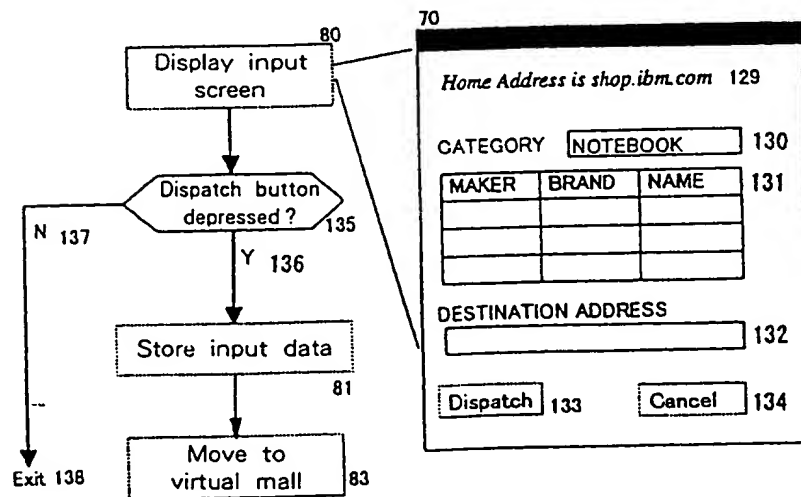 80
Display input
screen
Dispatch button
depressed ?
135
N 137
Y 136
Store input data
81
Move to
virtual mall
83
Exit 138
70
Home Address is shop.ibm.com 129
CATEGORY NOTEBOOK 130
MAKER BRAND NAME 131
DESTINATION ADDRESS
132
Dispatch 133 Cancel 134